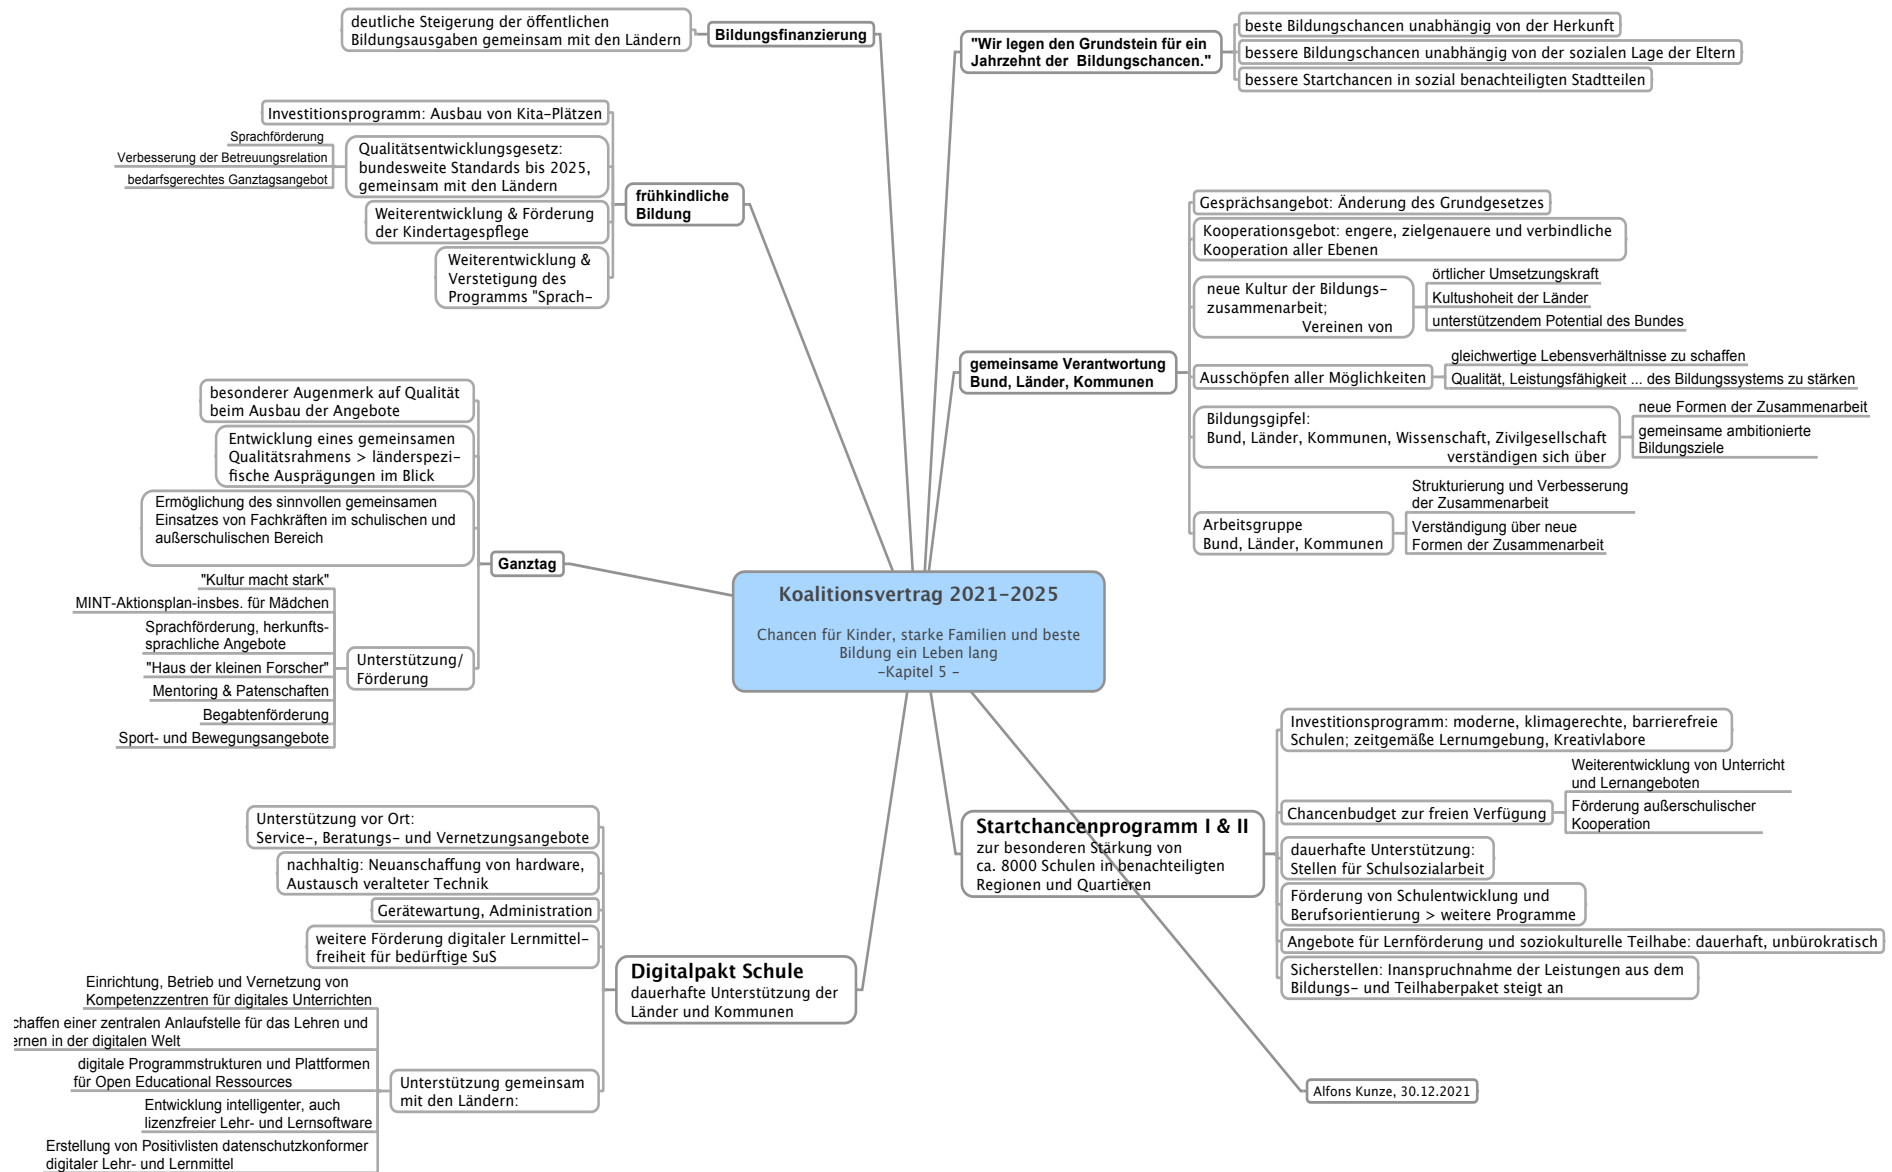 Koalitionsvertrag 2021-2025
Chancen für Kinder, starke Familien und beste
Bildung ein Leben lang
-Kapitel 5 -
deutliche Steigerung der öffentlichen
Bildungsausgaben gemeinsam mit den Ländern
Bildungsfinanzierung
Investitionsprogramm: Ausbau von Kita-Plätzen
Sprachförderung
Verbesserung der Betreuungsrelation
bedarfsgerechtes Ganztagsangebot
Qualitätsentwicklungsgesetz:
bundesweite Standards bis 2025,
gemeinsam mit den Ländern
frühkindliche
Bildung
Weiterentwicklung & Förderung
der Kindertagespflege
Weiterentwicklung &
Verstetigung des
Programms "Sprach-
besonderer Augenmerk auf Qualität
beim Ausbau der Angebote
Entwicklung eines gemeinsamen
Qualitätsrahmens > länderspezi-
fische Ausprägungen im Blick
Ermöglichung des sinnvollen gemeinsamen
Einsatzes von Fachkräften im schulischen und
außerschulischen Bereich
Ganztag
"Kultur macht stark"
MINT-Aktionsplan-insbes. für Mädchen
Sprachförderung, herkunfts-
sprachliche Angebote
"Haus der kleinen Forscher"
Mentoring & Patenschaften
Begabtenförderung
Sport- und Bewegungsangebote
Unterstützung/
Förderung
Unterstützung vor Ort:
Service-, Beratungs- und Vernetzungsangebote
nachhaltig: Neuanschaffung von hardware,
Austausch veralteter Technik
Gerätewartung, Administration
weitere Förderung digitaler Lernmittel-
freiheit für bedürftige SuS
Digitalpakt Schule
dauerhafte Unterstützung der
Länder und Kommunen
Einrichtung, Betrieb und Vernetzung von
Kompetenzzentren für digitales Unterrichten
chaffen einer zentralen Anlaufstelle für das Lehren und
ernen in der digitalen Welt
digitale Programmstrukturen und Plattformen
für Open Educational Ressources
Entwicklung intelligenter, auch
lizenzfreier Lehr- und Lernsoftware
Erstellung von Positivlisten datenschutzkonformer
digitaler Lehr- und Lernmittel
Unterstützung gemeinsam
mit den Ländern:
"Wir legen den Grundstein für ein
Jahrzehnt der Bildungschancen."
beste Bildungschancen unabhängig von der Herkunft
bessere Bildungschancen unabhängig von der sozialen Lage der Eltern
bessere Startchancen in sozial benachteiligten Stadtteilen
gemeinsame Verantwortung
Bund, Länder, Kommunen
Gesprächsangebot: Änderung des Grundgesetzes
Kooperationsgebot: engere, zielgenauere und verbindliche
Kooperation aller Ebenen
neue Kultur der Bildungs-
zusammenarbeit;
Vereinen von
örtlicher Umsetzungskraft
Kultushoheit der Länder
unterstützendem Potential des Bundes
Ausschöpfen aller Möglichkeiten
gleichwertige Lebensverhältnisse zu schaffen
Qualität, Leistungsfähigkeit ... des Bildungssystems zu stärken
Bildungsgipfel:
Bund, Länder, Kommunen, Wissenschaft, Zivilgesellschaft
verständigen sich über
neue Formen der Zusammenarbeit
gemeinsame ambitionierte
Bildungsziele
Arbeitsgruppe
Bund, Länder, Kommunen
Strukturierung und Verbesserung
der Zusammenarbeit
Verständigung über neue
Formen der Zusammenarbeit
Startchancenprogramm I & II
zur besonderen Stärkung von
ca. 8000 Schulen in benachteiligten
Regionen und Quartieren
Investitionsprogramm: moderne, klimagerechte, barrierefreie
Schulen; zeitgemäße Lernumgebung, Kreativlabore
Chancenbudget zur freien Verfügung
Weiterentwicklung von Unterricht
und Lernangeboten
Förderung außerschulischer
Kooperation
dauerhafte Unterstützung:
Stellen für Schulsozialarbeit
Förderung von Schulentwicklung und
Berufsorientierung > weitere Programme
Angebote für Lernförderung und soziokulturelle Teilhabe: dauerhaft, unbürokratisch
Sicherstellen: Inanspruchnahme der Leistungen aus dem
Bildungs- und Teilhaberpaket steigt an
Alfons Kunze, 30.12.2021